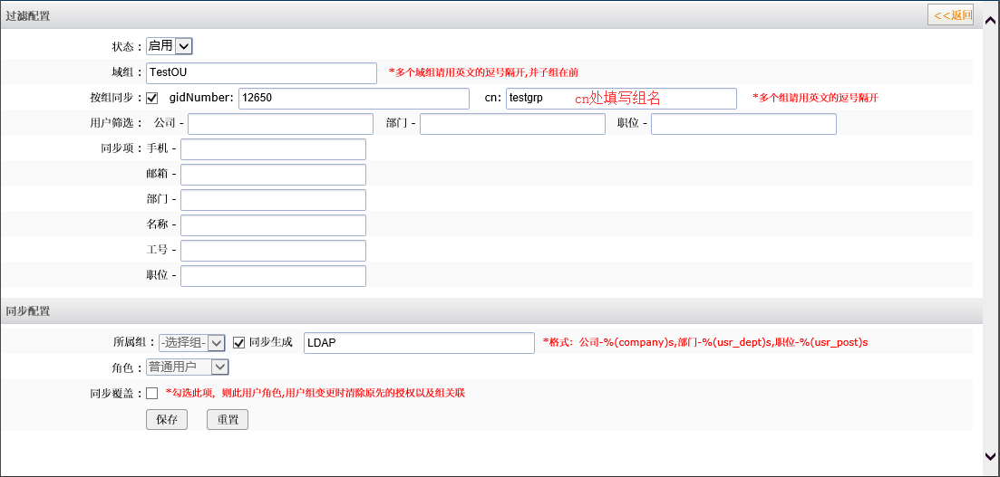 过滤配置 <<返回
状态： 启用
域组： TestOU *多个域组请用英文的逗号隔开,并子组在前
按组同步： gidNumber: 12650 cn: testgrp cn处填写组名 *多个组请用英文的逗号隔开
用户筛选： 公司 - 部门 - 职位 -
同步项： 手机 -
邮箱 -
部门 -
名称 -
工号 -
职位 -
同步配置
所属组： -选择组- 同步生成 LDAP *格式：公司-%(company)s,部门-%(usr_dept)s,职位-%(usr_post)s
角色： 普通用户
同步覆盖： *勾选此项，则此用户角色,用户组变更时清除原先的授权以及组关联
保存 重置